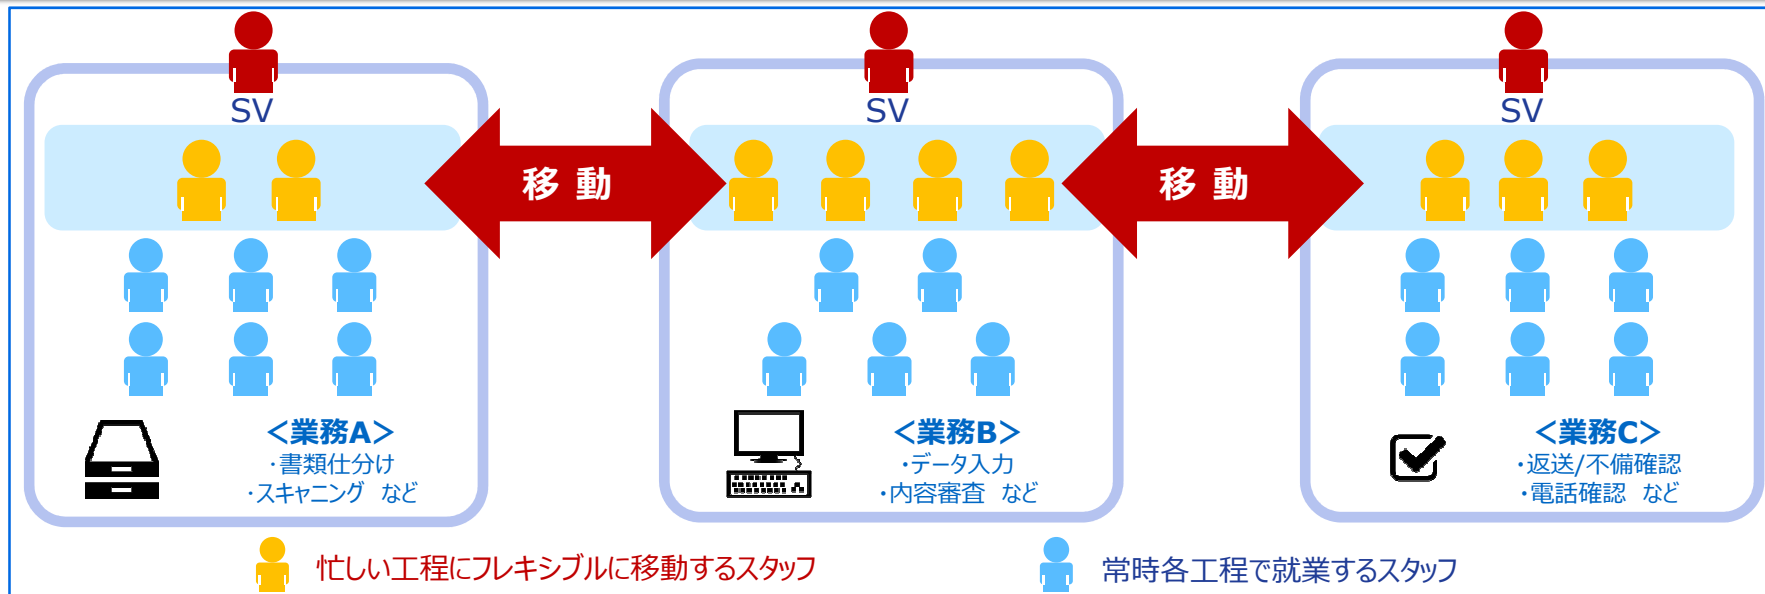 SV
SV
SV
移 動
移 動
<業務A>
・書類仕分け
・スキャニング など
<業務B>
・データ入力
・内容審査 など
<業務C>
・返送/不備確認
・電話確認 など
忙しい工程にフレキシブルに移動するスタッフ
常時各工程で就業するスタッフ